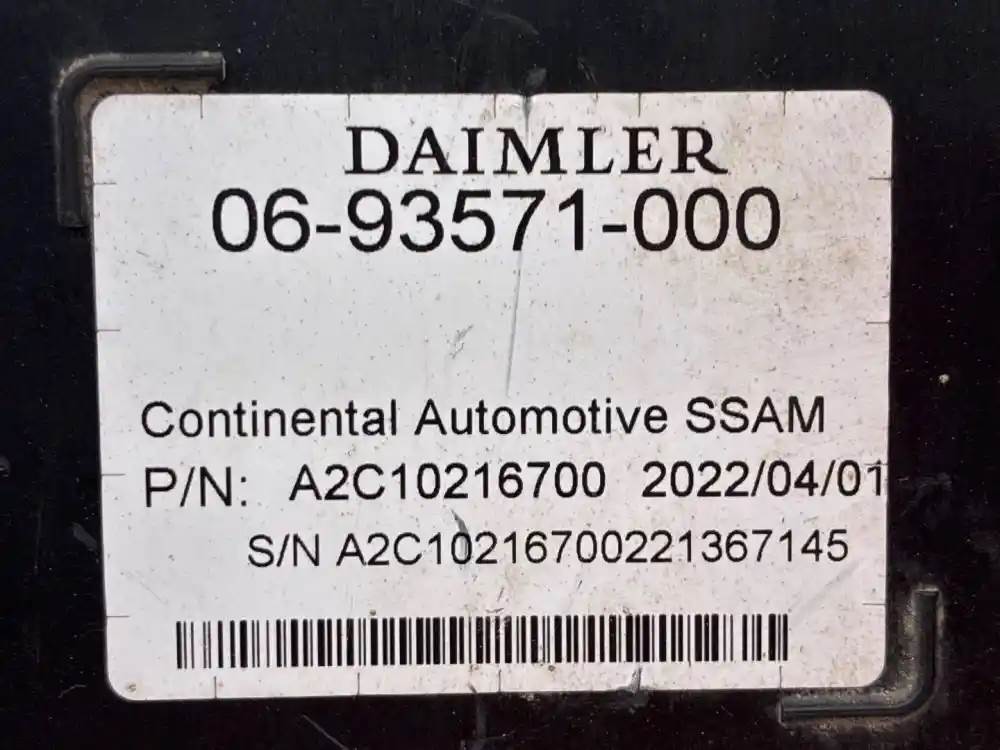 DAIMLER
06-93571-000
Continental Automotive SSAM
P/N: A2C10216700 2022/04/01
S/N A2C10216700221367145